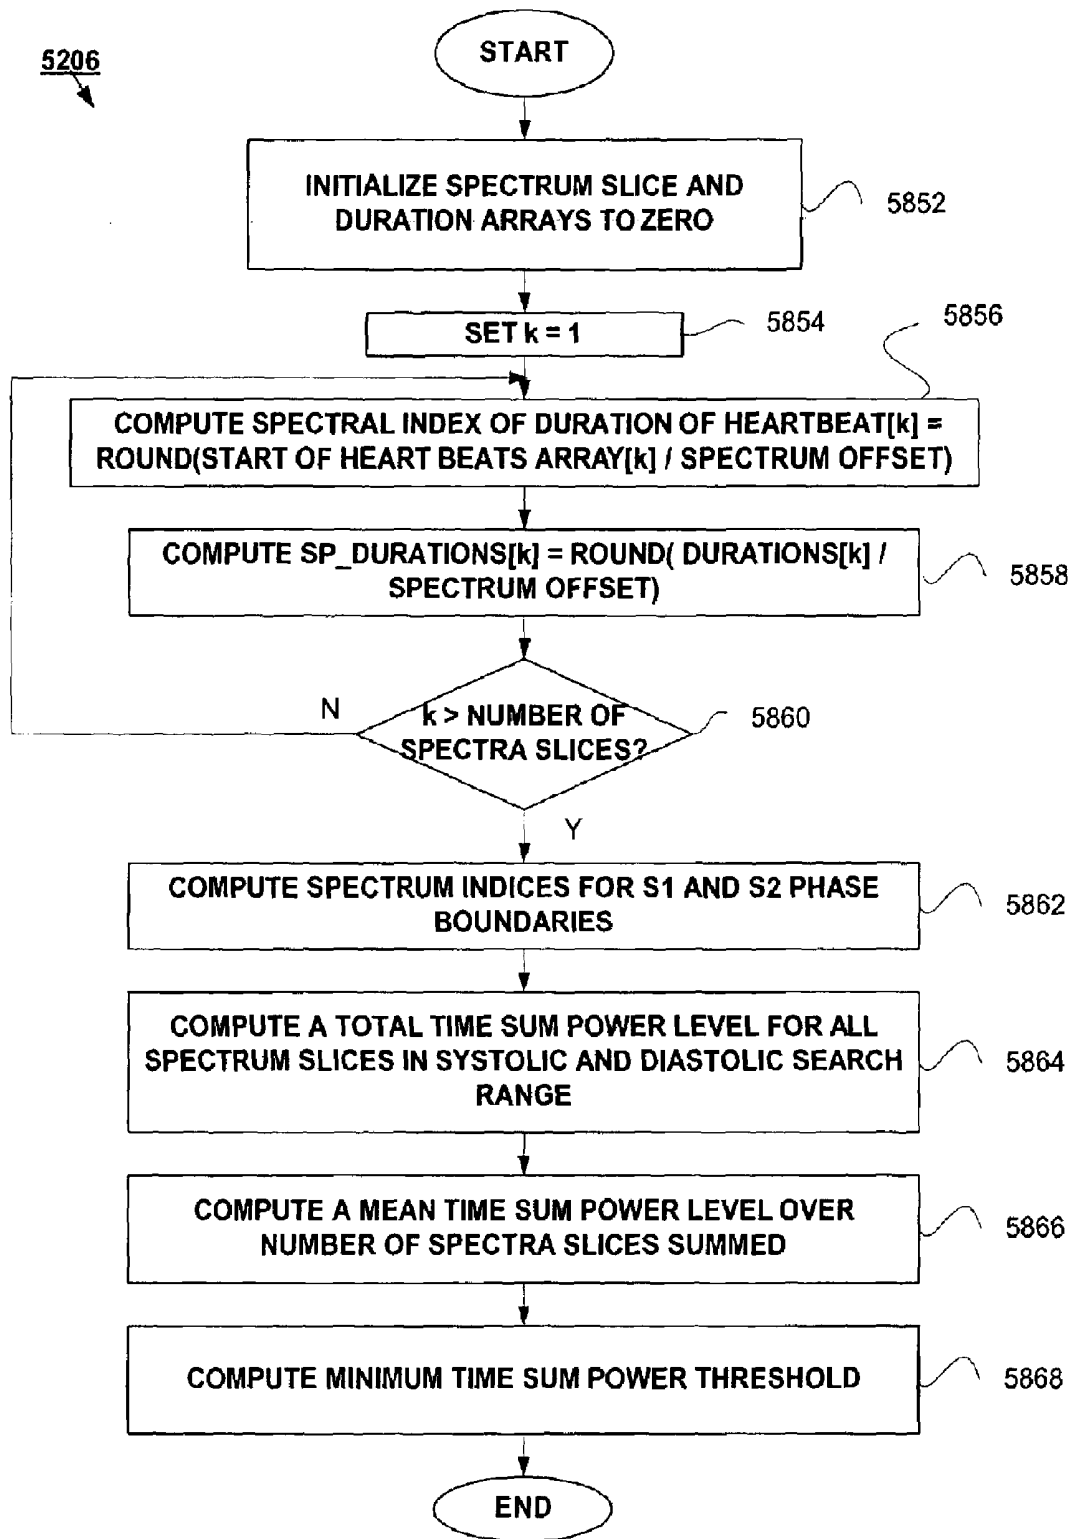 START
5206
INITIALIZE SPECTRUM SLICE AND
DURATION ARRAYS TO ZERO
5852
SET k = 1
5854
5856
COMPUTE SPECTRAL INDEX OF DURATION OF HEARTBEAT[k] =
ROUND(START OF HEART BEATS ARRAY[k] / SPECTRUM OFFSET)
COMPUTE SP_DURATIONS[k] = ROUND( DURATIONS[k] /
SPECTRUM OFFSET)
5858
N
k > NUMBER OF
SPECTRA SLICES?
5860
Y
COMPUTE SPECTRUM INDICES FOR S1 AND S2 PHASE
BOUNDARIES
5862
COMPUTE A TOTAL TIME SUM POWER LEVEL FOR ALL
SPECTRUM SLICES IN SYSTOLIC AND DIASTOLIC SEARCH
RANGE
5864
COMPUTE A MEAN TIME SUM POWER LEVEL OVER
NUMBER OF SPECTRA SLICES SUMMED
5866
COMPUTE MINIMUM TIME SUM POWER THRESHOLD
5868
END